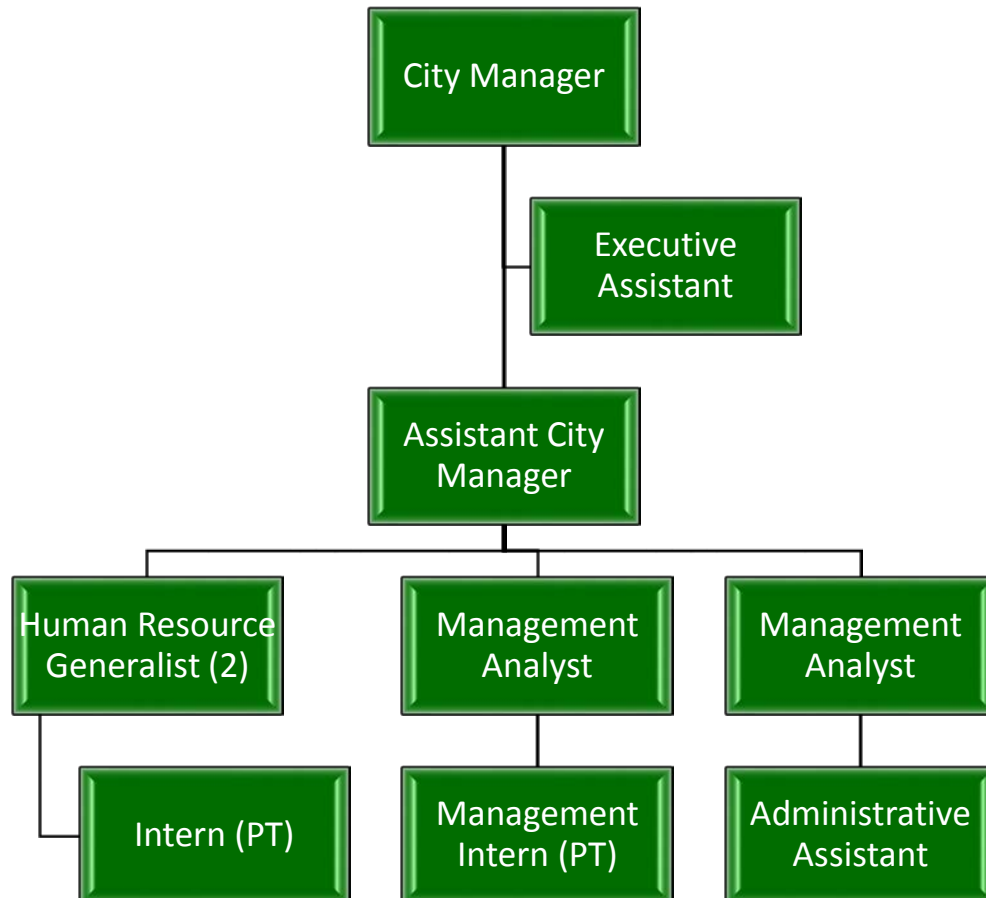 City Manager
Executive
Assistant
Assistant City
Manager
Human Resource
Generalist (2)
Management
Analyst
Management
Analyst
Intern (PT)
Management
Intern (PT)
Administrative
Assistant